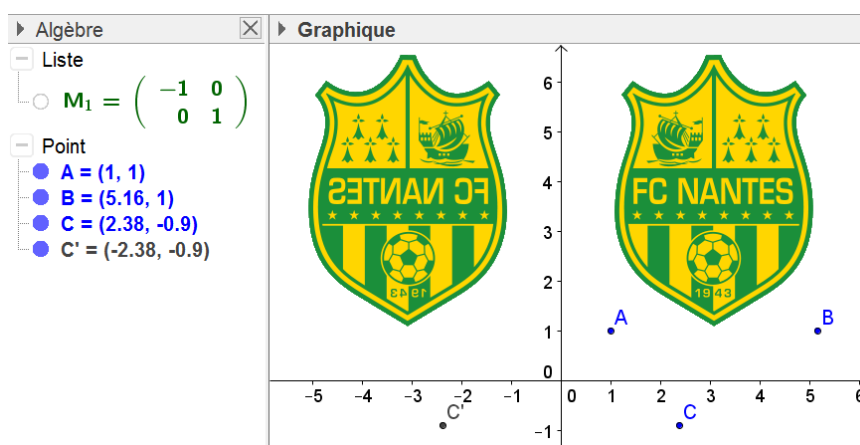 Algèbre
Liste
M₁ = ( −1 0
0 1 )
Point
A = (1, 1)
B = (5.16, 1)
C = (2.38, -0.9)
C' = (-2.38, -0.9)
Graphique
6
5
4
3
2
1
0
−1
−5 −4 −3 −2 −1 0 1 2 3 4 5 6
FC NANTES
1943
FC NANTES
1943
A
B
C'
C